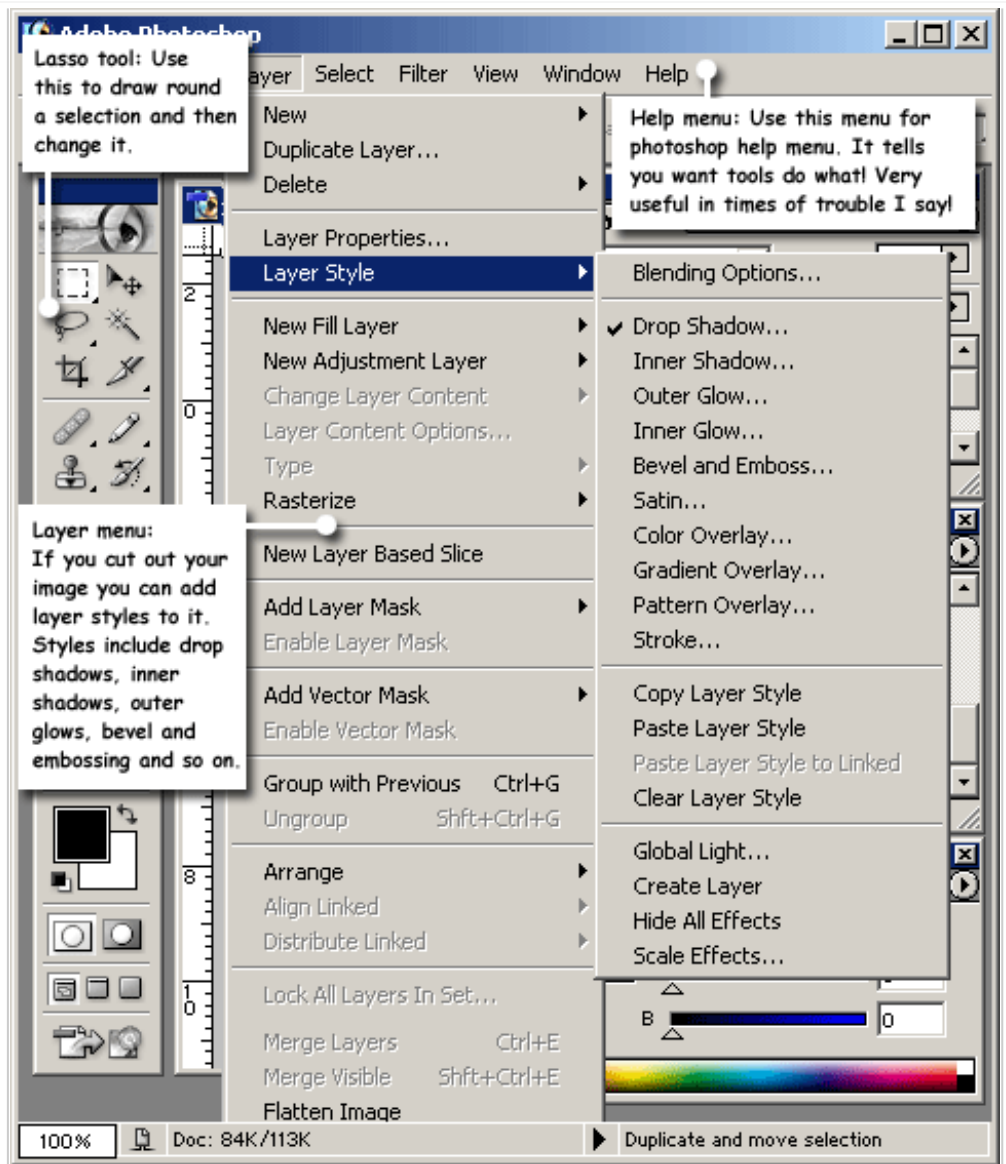 Adobe Photoshop
Lasso tool: Use
this to draw round
a selection and then
change it.
ayer Select Filter View Window Help
Help menu: Use this menu for
photoshop help menu. It tells
you want tools do what! Very
useful in times of trouble I say!
New
Duplicate Layer...
Delete
Layer Properties...
Layer Style
New Fill Layer
New Adjustment Layer
Change Layer Content
Layer Content Options...
Type
Rasterize
New Layer Based Slice
Add Layer Mask
Enable Layer Mask
Add Vector Mask
Enable Vector Mask
Group with Previous Ctrl+G
Ungroup Shft+Ctrl+G
Arrange
Align Linked
Distribute Linked
Lock All Layers In Set...
Merge Layers Ctrl+E
Merge Visible Shft+Ctrl+E
Flatten Image
Blending Options...
Drop Shadow...
Inner Shadow...
Outer Glow...
Inner Glow...
Bevel and Emboss...
Satin...
Color Overlay...
Gradient Overlay...
Pattern Overlay...
Stroke...
Copy Layer Style
Paste Layer Style
Paste Layer Style to Linked
Clear Layer Style
Global Light...
Create Layer
Hide All Effects
Scale Effects...
Layer menu:
If you cut out your
image you can add
layer styles to it.
Styles include drop
shadows, inner
shadows, outer
glows, bevel and
embossing and so on.
2
0
8
1
0
B 0
100% Doc: 84K/113K Duplicate and move selection